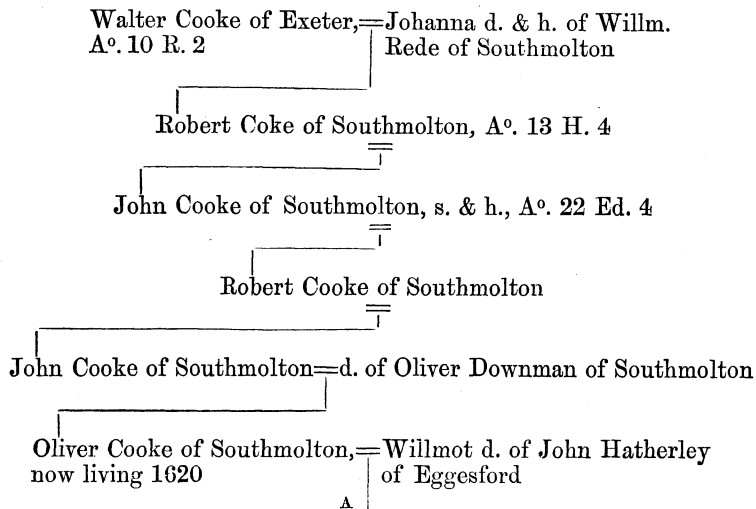 Walter Cooke of Exeter,=Johanna d. & h. of Willm.
Aº. 10 R. 2 Rede of Southmolton
Robert Coke of Southmolton, Aº. 13 H. 4
John Cooke of Southmolton, s. & h., Aº. 22 Ed. 4
Robert Cooke of Southmolton
John Cooke of Southmolton=d. of Oliver Downman of Southmolton
Oliver Cooke of Southmolton,=Willmot d. of John Hatherley
now living 1620 of Eggesford
A